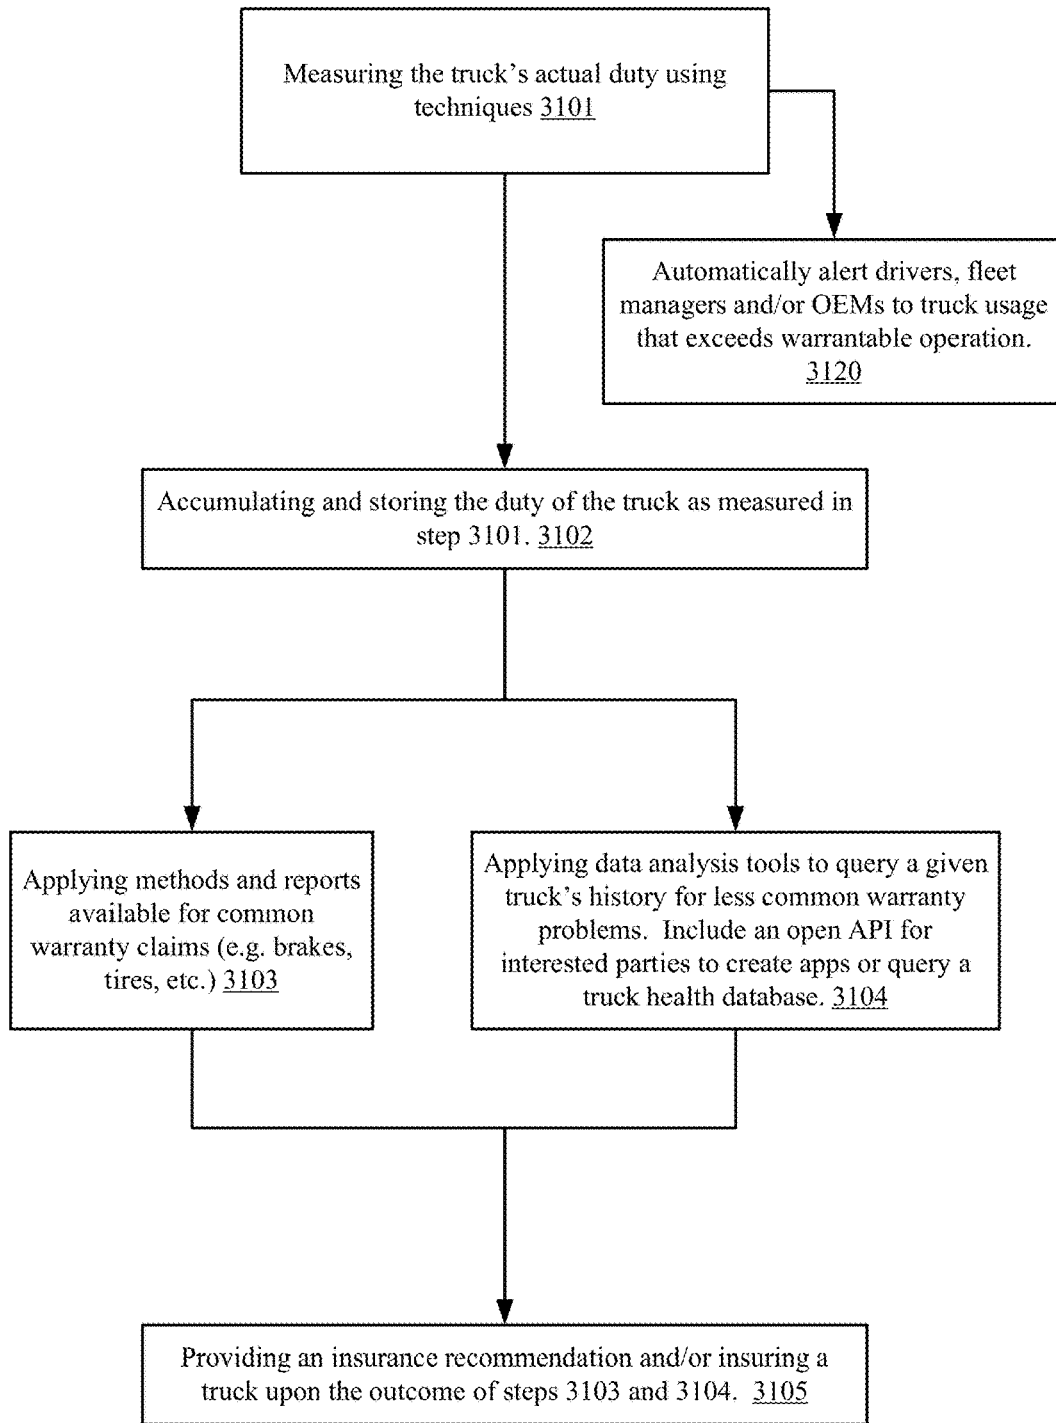 Measuring the truck's actual duty using
techniques 3101
Automatically alert drivers, fleet
managers and/or OEMs to truck usage
that exceeds warrantable operation.
3120
Accumulating and storing the duty of the truck as measured in
step 3101. 3102
Applying methods and reports
available for common
warranty claims (e.g. brakes,
tires, etc.) 3103
Applying data analysis tools to query a given
truck's history for less common warranty
problems. Include an open API for
interested parties to create apps or query a
truck health database. 3104
Providing an insurance recommendation and/or insuring a
truck upon the outcome of steps 3103 and 3104. 3105